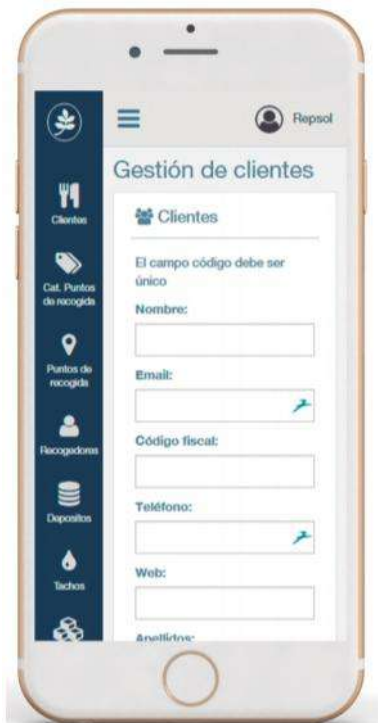 Repsol
Gestión de clientes
Clientes
Cat. Puntos
de recogida
Puntos de
recogida
Recogedores
Depositos
Tachos
Clientes
El campo código debe ser
único
Nombre:
Email:
Código fiscal:
Teléfono:
Web:
Apellidos: